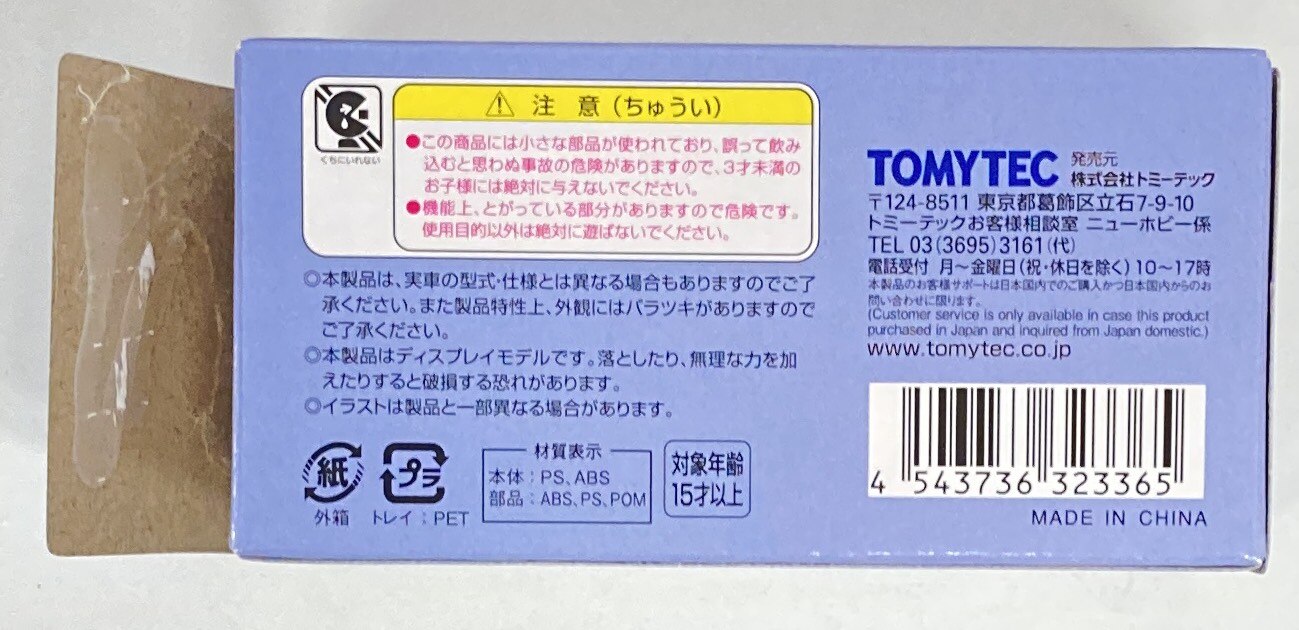 くちにいれない
⚠ 注 意 (ちゅうい)
●この商品には小さな部品が使われており、誤って飲み
込むと思わぬ事故の危険がありますので、3才未満の
お子様には絶対に与えないでください。
●機能上、とがっている部分がありますので危険です。
使用目的以外は絶対に遊ばないでください。
◎本製品は、実車の型式・仕様とは異なる場合もありますのでご了
承ください。また製品特性上、外観にはバラツキがありますので
ご了承ください。
◎本製品はディスプレイモデルです。落としたり、無理な力を加
えたりすると破損する恐れがあります。
◎イラストは製品と一部異なる場合があります。
紙
外箱
プラ
トレイ:PET
材質表示
本体:PS、ABS
部品:ABS、PS、POM
対象年齢
15才以上
TOMYTEC 発売元
株式会社トミーテック
〒124-8511 東京都葛飾区立石7-9-10
トミーテックお客様相談室 ニューホビー係
TEL 03(3695)3161(代)
電話受付 月~金曜日(祝・休日を除く)10~17時
本製品のお客様サポートは日本国内でのご購入かつ日本国内からのお
問い合わせに限ります。
(Customer service is only available in case this product
purchased in Japan and inquired from Japan domestic.)
www.tomytec.co.jp
4 543736 323365
MADE IN CHINA